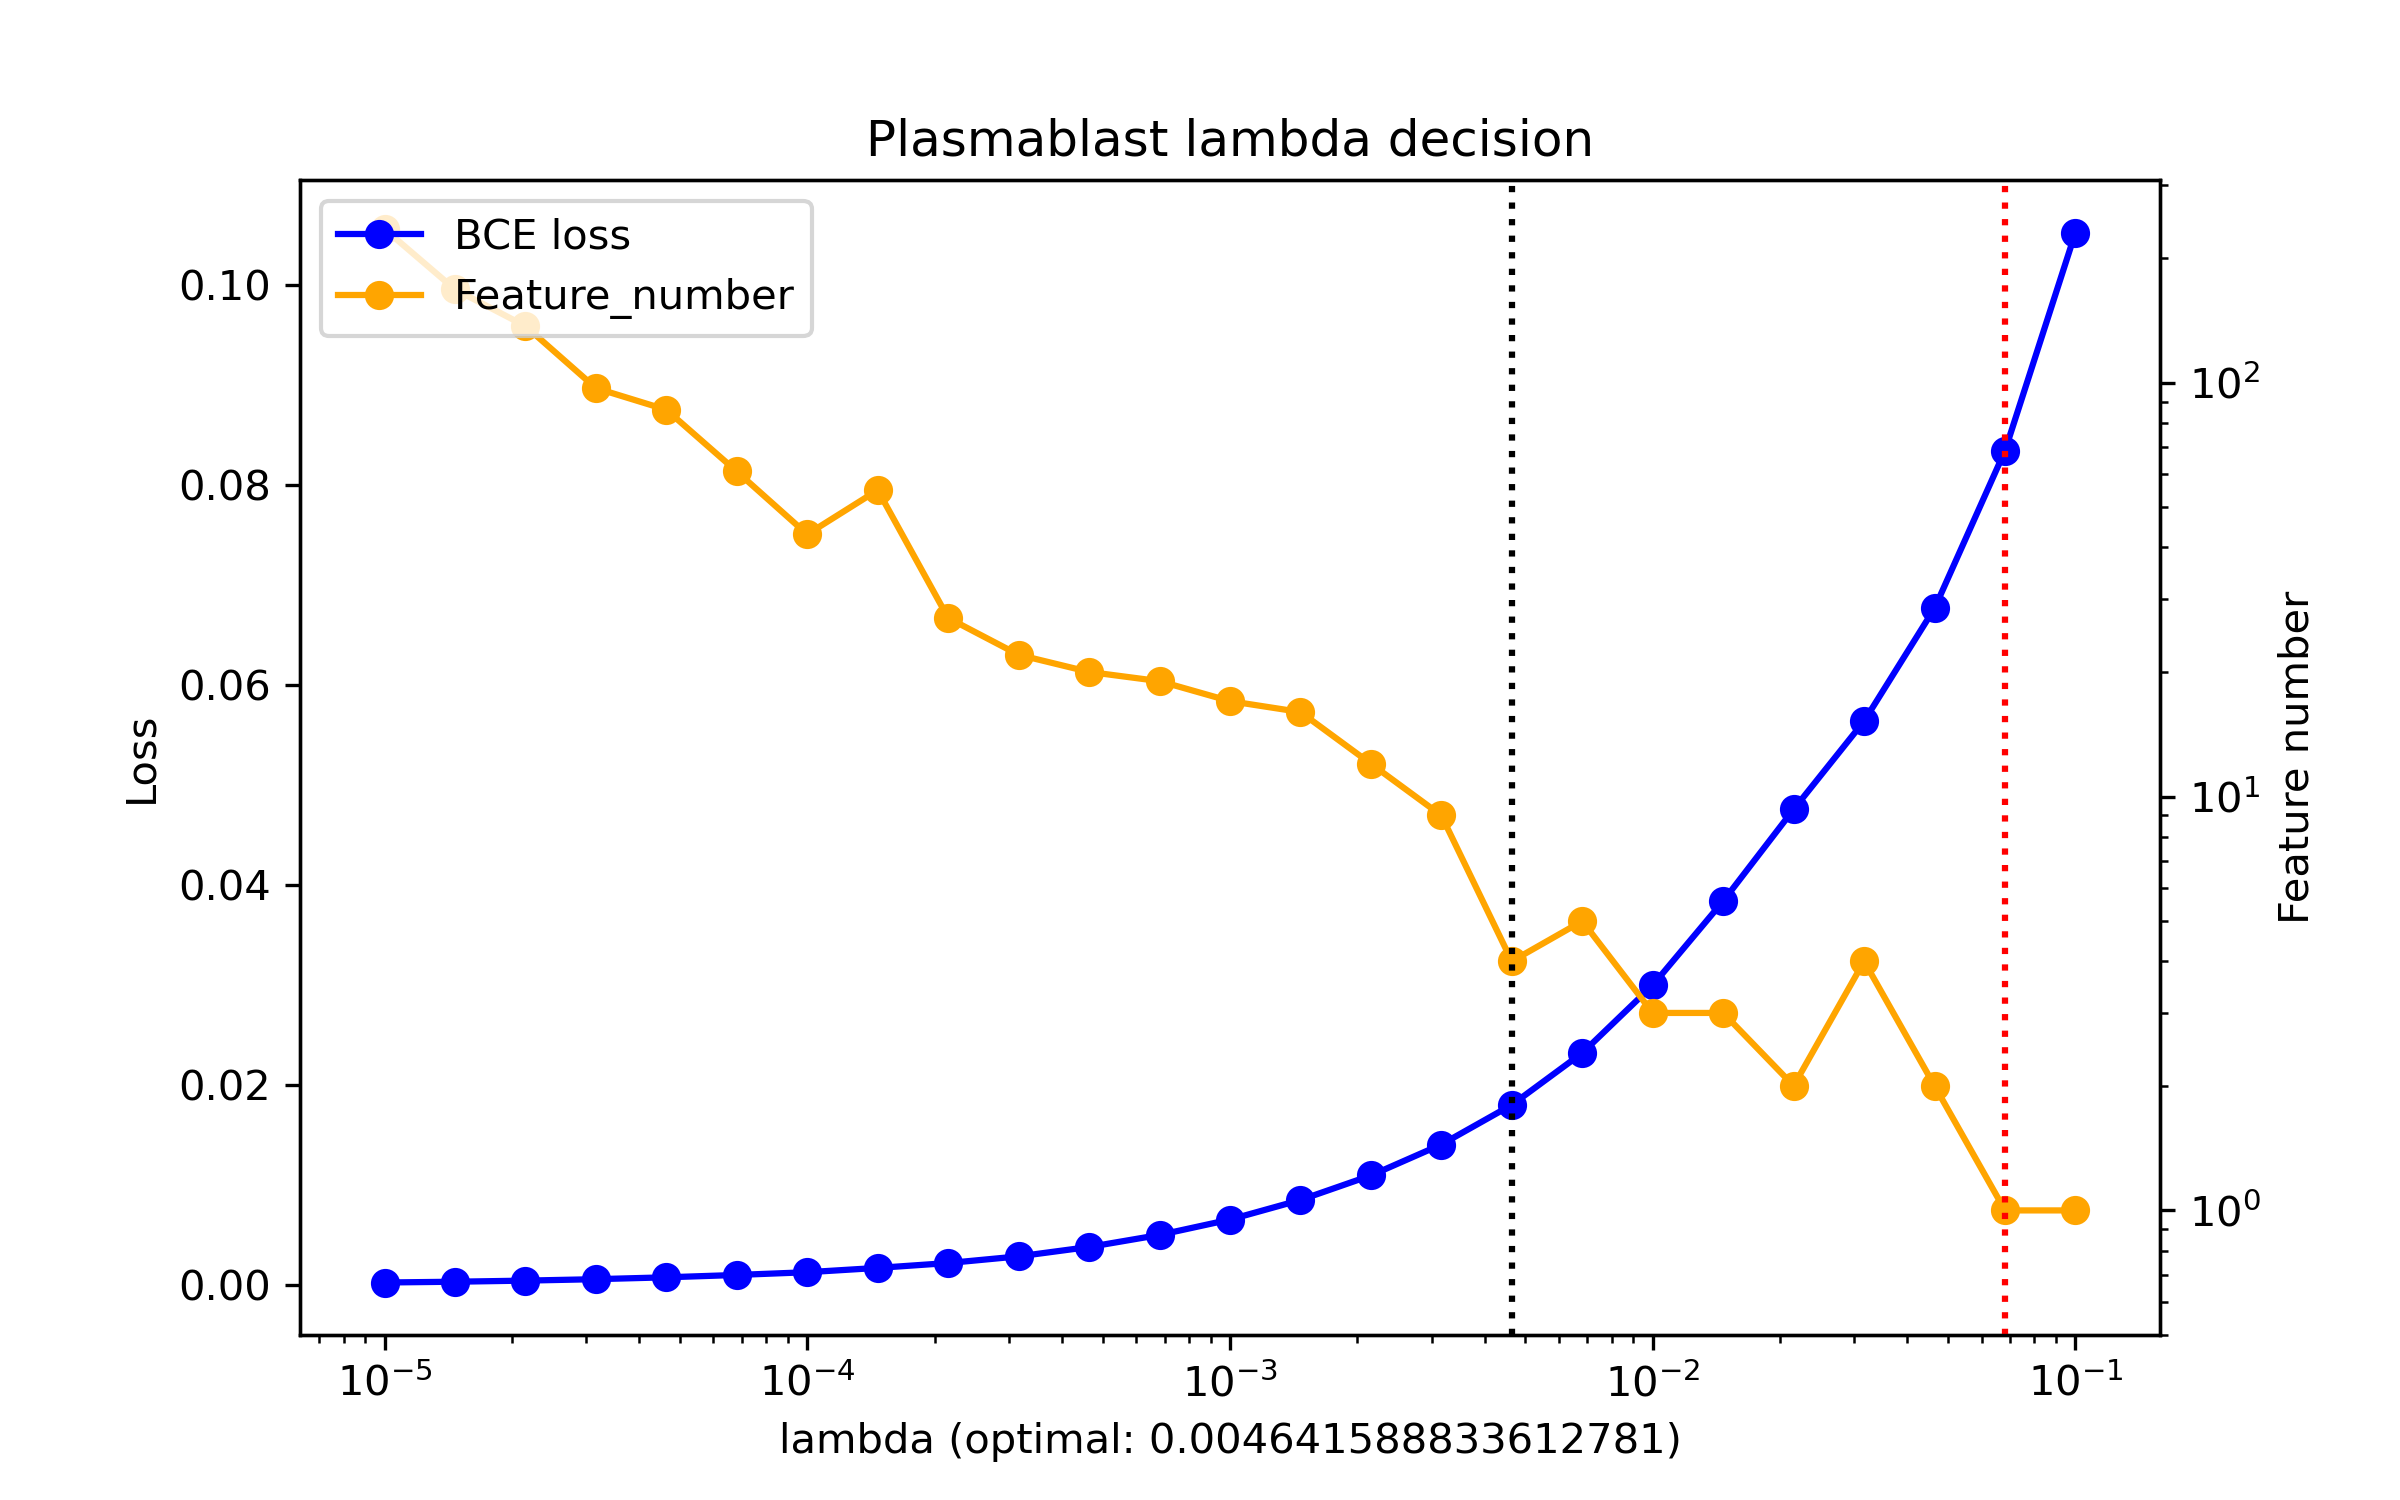 Plasmablast lambda decision
BCE loss
Feature_number
0.10
0.08
0.06
0.04
0.02
0.00
Loss
10²
10¹
10⁰
Feature number
10⁻⁵
10⁻⁴
10⁻³
10⁻²
10⁻¹
lambda (optimal: 0.004641588833612781)